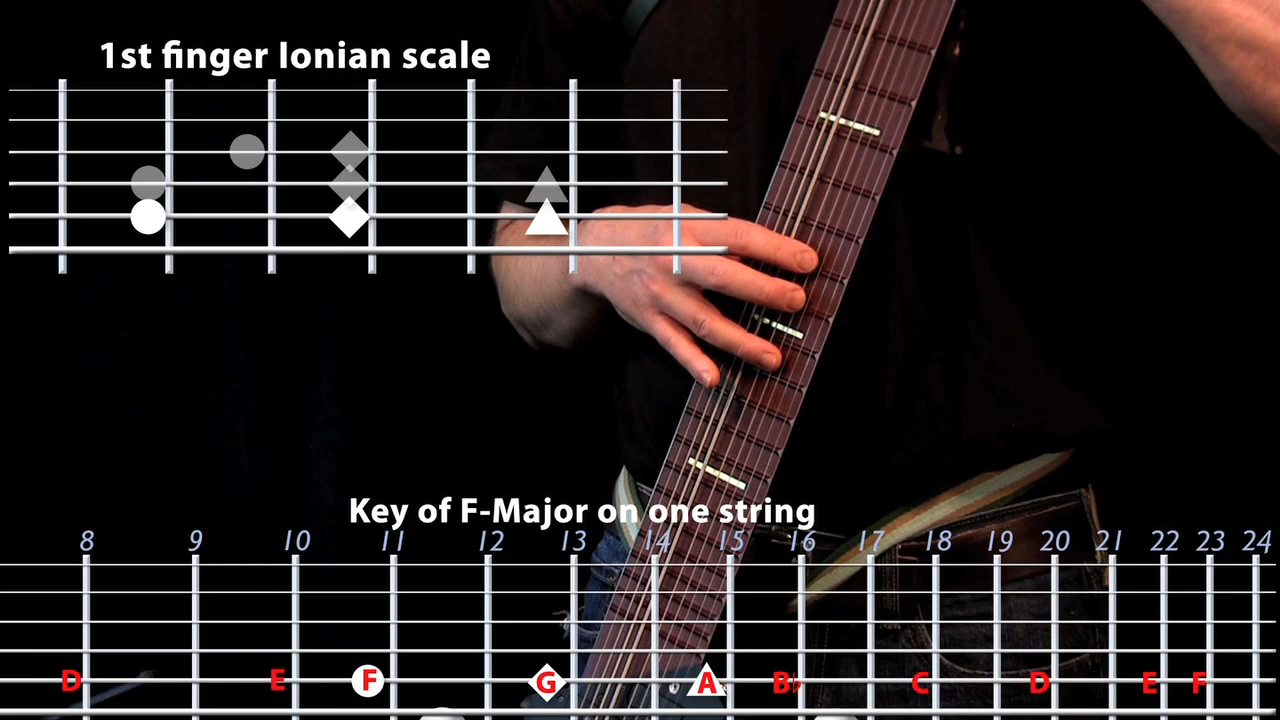 1st finger Ionian scale
Key of F-Major on one string
8 9 10 11 12 13 14 15 16 17 18 19 20 21 22 23 24
D E F G A B♭ C D E F